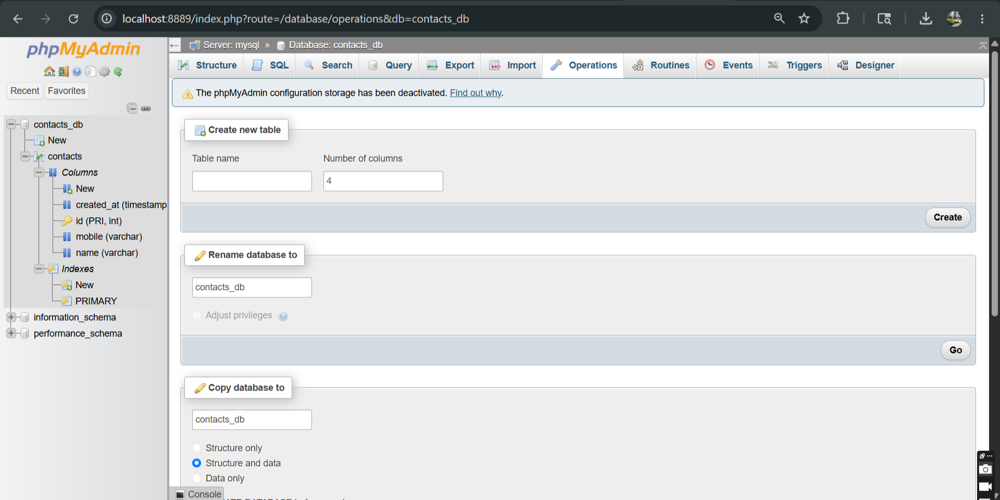 localhost:8889/index.php?route=/database/operations&db=contacts_db
phpMyAdmin
Recent
Favorites
contacts_db
New
contacts
Columns
New
created_at (timestamp
id (PRI, int)
mobile (varchar)
name (varchar)
Indexes
New
PRIMARY
information_schema
performance_schema
Server: mysql » Database: contacts_db
Structure SQL Search Query Export Import Operations Routines Events Triggers Designer
The phpMyAdmin configuration storage has been deactivated. Find out why.
Create new table
Table name Number of columns
4
Create
Rename database to
contacts_db
Adjust privileges
Go
Copy database to
contacts_db
Structure only
Structure and data
Data only
Console